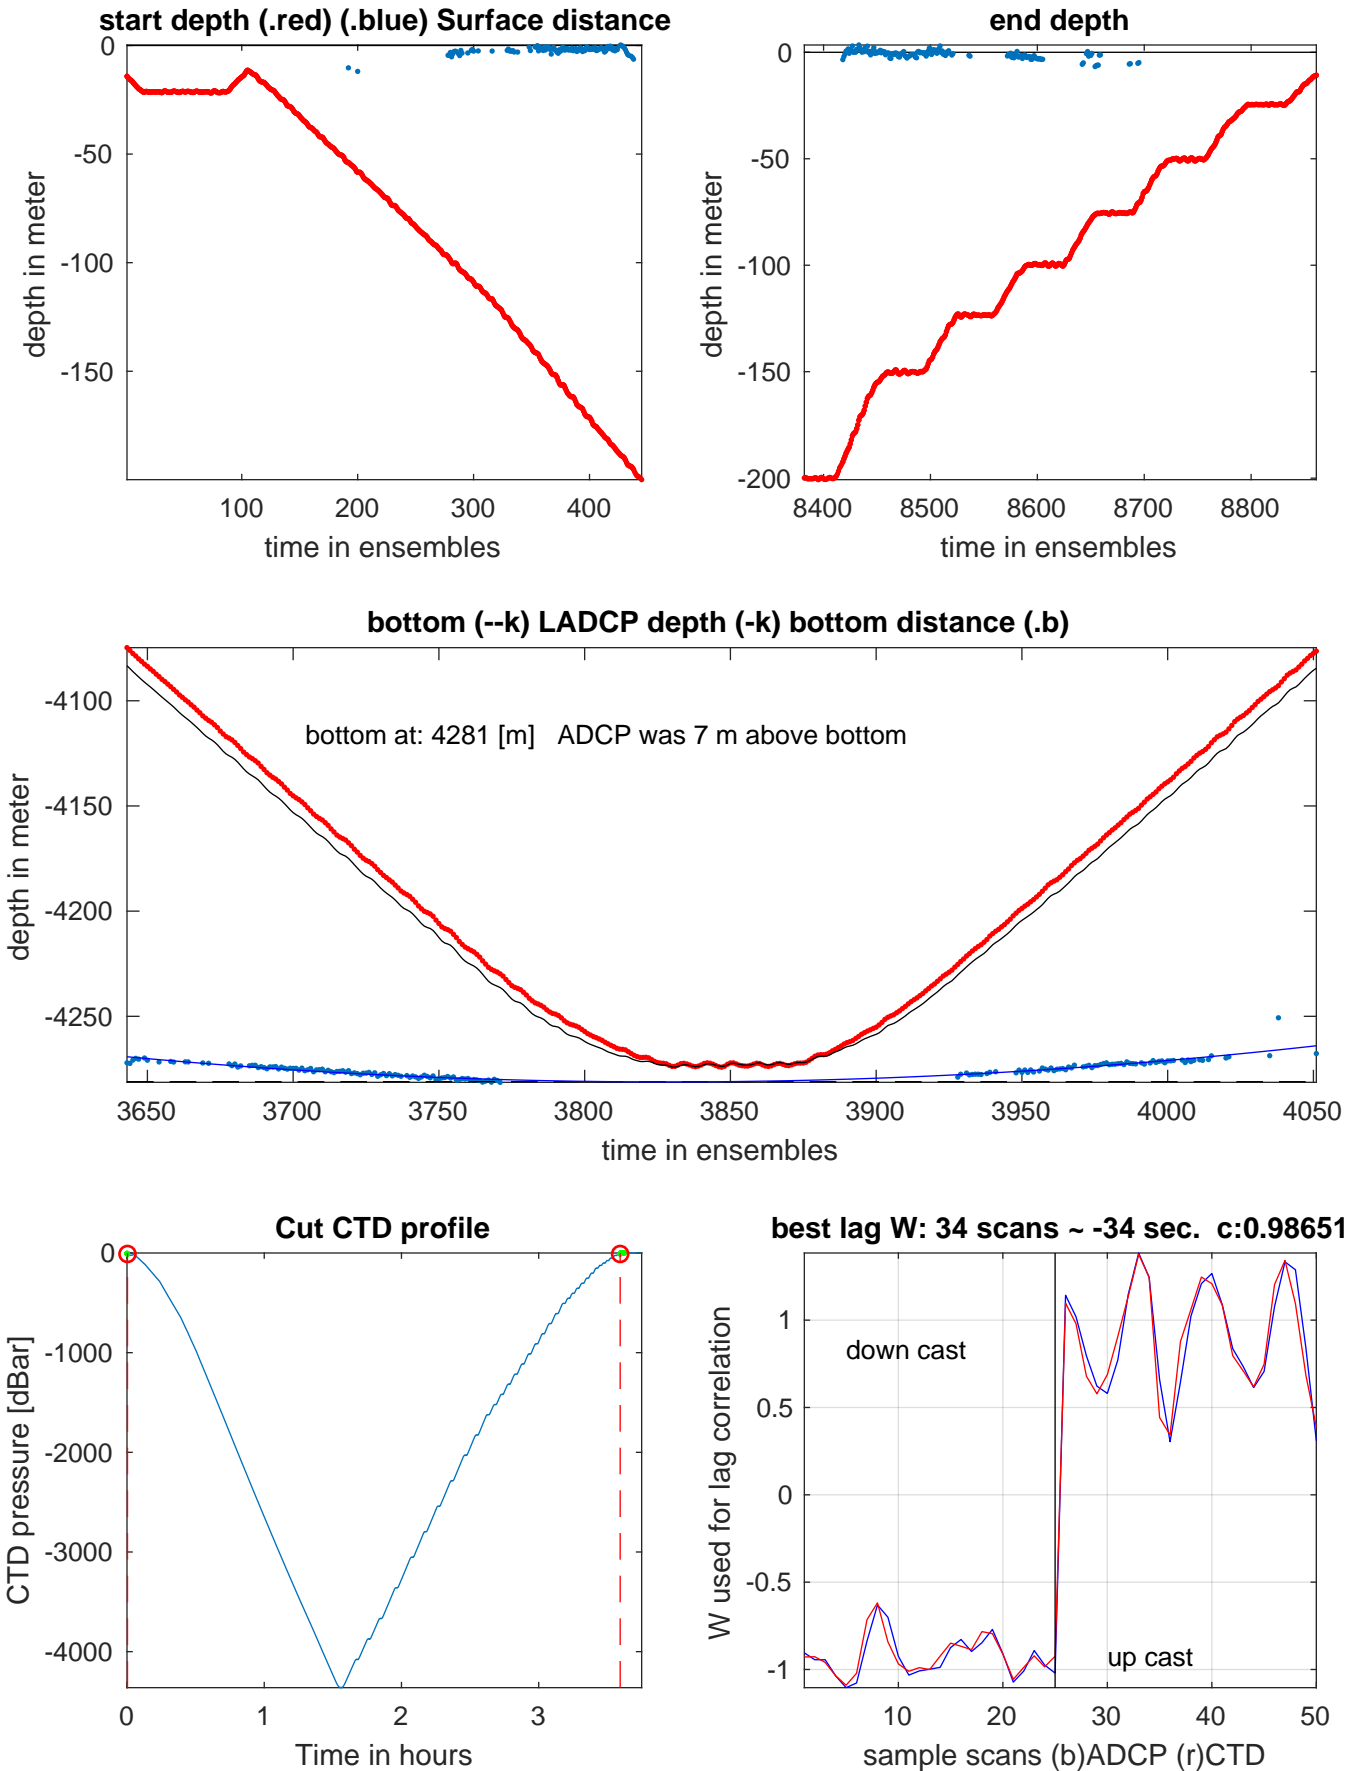 start depth (.red) (.blue) Surface distance
end depth
0
-50
-100
-150
depth in meter
100
200
300
400
time in ensembles
0
-50
-100
-150
-200
depth in meter
8400
8500
8600
8700
8800
time in ensembles
bottom (--k) LADCP depth (-k) bottom distance (.b)
bottom at: 4281 [m] ADCP was 7 m above bottom
-4100
-4150
-4200
-4250
depth in meter
3650
3700
3750
3800
3850
3900
3950
4000
4050
time in ensembles
Cut CTD profile
0
-1000
-2000
-3000
-4000
CTD pressure [dBar]
0
1
2
3
Time in hours
best lag W: 34 scans ~ -34 sec. c:0.98651
down cast
up cast
1
0.5
0
-0.5
-1
W used for lag correlation
10
20
30
40
50
sample scans (b)ADCP (r)CTD